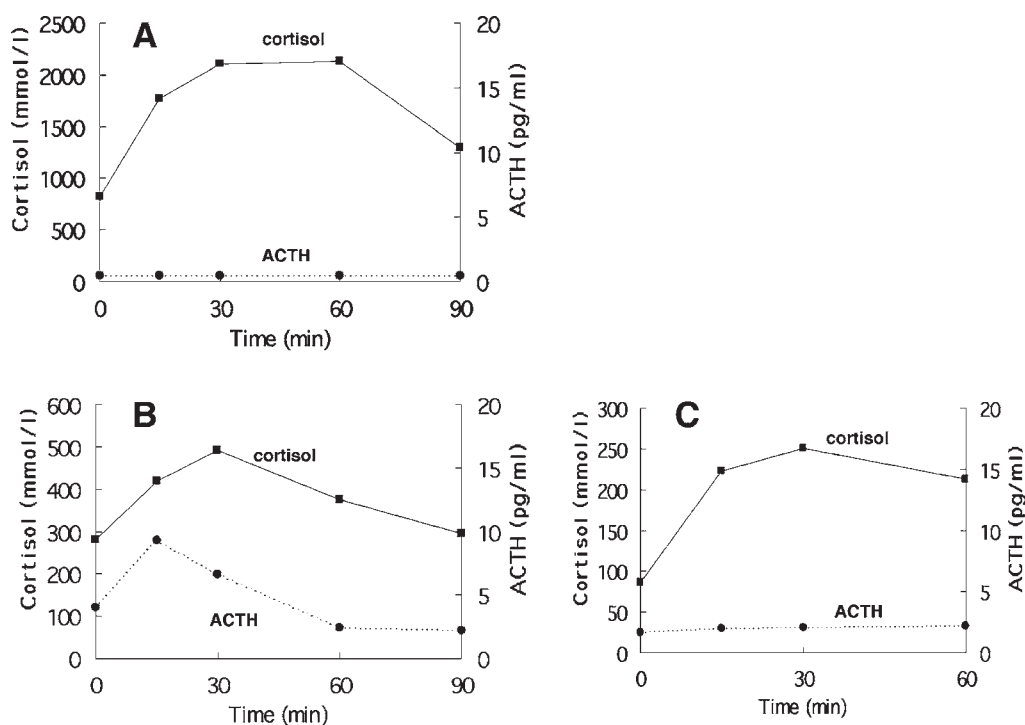 A
cortisol
ACTH
Cortisol (mmol/l)
2500
2000
1500
1000
500
0
ACTH (pg/ml)
20
15
10
5
0
0 30 60 90
Time (min)
B
cortisol
ACTH
Cortisol (mmol/l)
600
500
400
300
200
100
0
ACTH (pg/ml)
20
15
10
5
0
0 30 60 90
Time (min)
C
cortisol
ACTH
Cortisol (mmol/l)
300
250
200
150
100
50
0
ACTH (pg/ml)
20
15
10
5
0
0 30 60
Time (min)